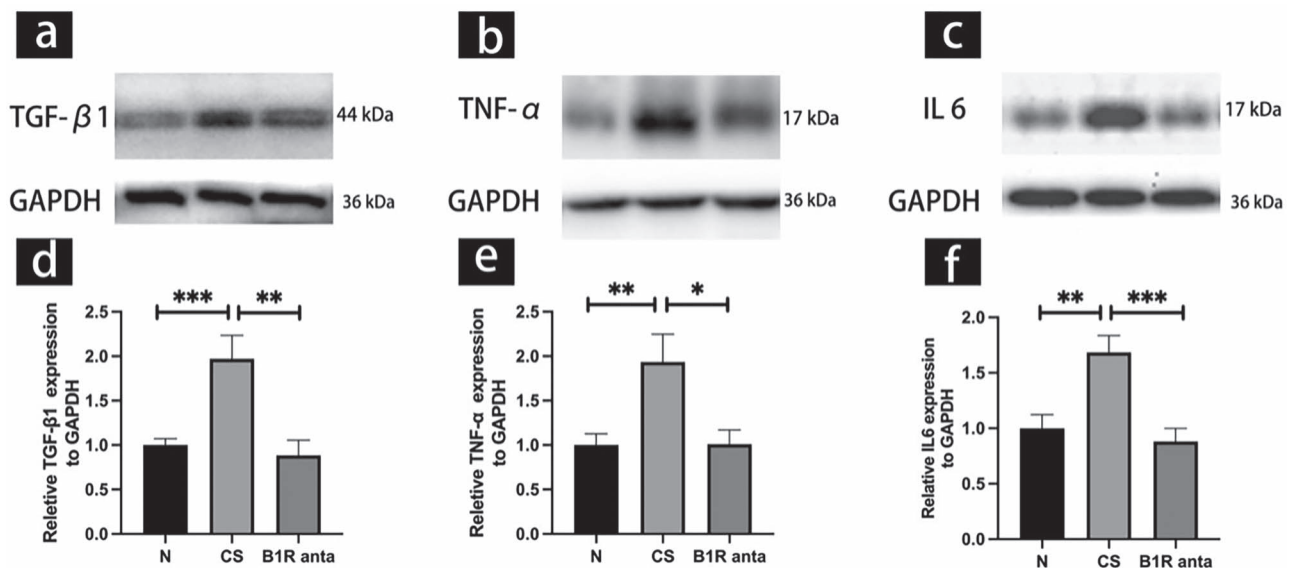 a
TGF-β1
44 kDa
GAPDH
36 kDa
b
TNF-α
17 kDa
GAPDH
36 kDa
c
IL 6
17 kDa
GAPDH
36 kDa
d
Reletive TGF-β1 expression
to GAPDH
***
**
2.5
2.0
1.5
1.0
0.5
0.0
N
CS
B1R anta
e
Reletive TNF-α expression
to GAPDH
**
*
2.5
2.0
1.5
1.0
0.5
0.0
N
CS
B1R anta
f
Relative IL6 expression
to GAPDH
**
***
2.0
1.5
1.0
0.5
0.0
N
CS
B1R anta